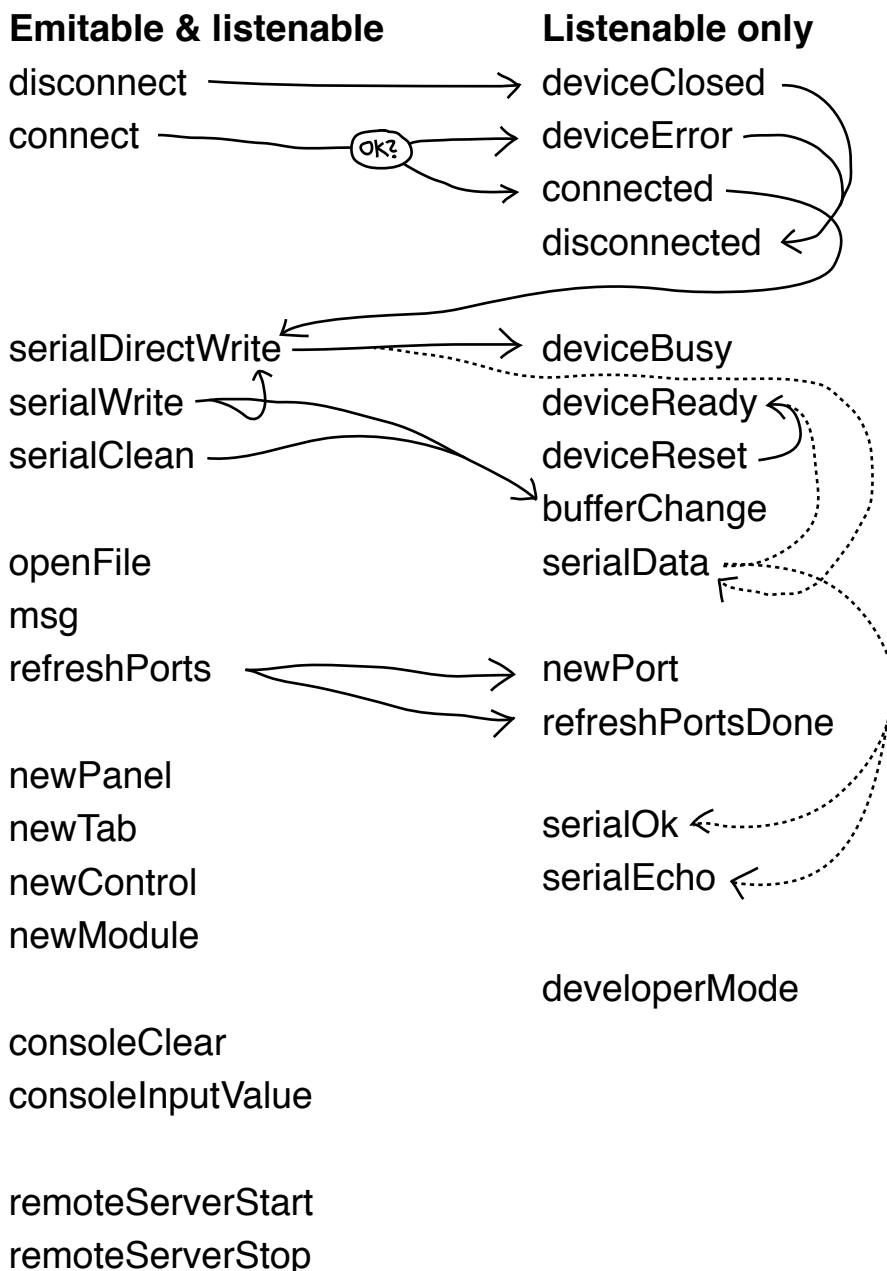 Emitable & listenable
disconnect
connect
OK?
serialDirectWrite
serialWrite
serialClean
openFile
msg
refreshPorts
newPanel
newTab
newControl
newModule
consoleClear
consoleInputValue
remoteServerStart
remoteServerStop
Listenable only
deviceClosed
deviceError
connected
disconnected
deviceBusy
deviceReady
deviceReset
bufferChange
serialData
newPort
refreshPortsDone
serialOk
serialEcho
developerMode